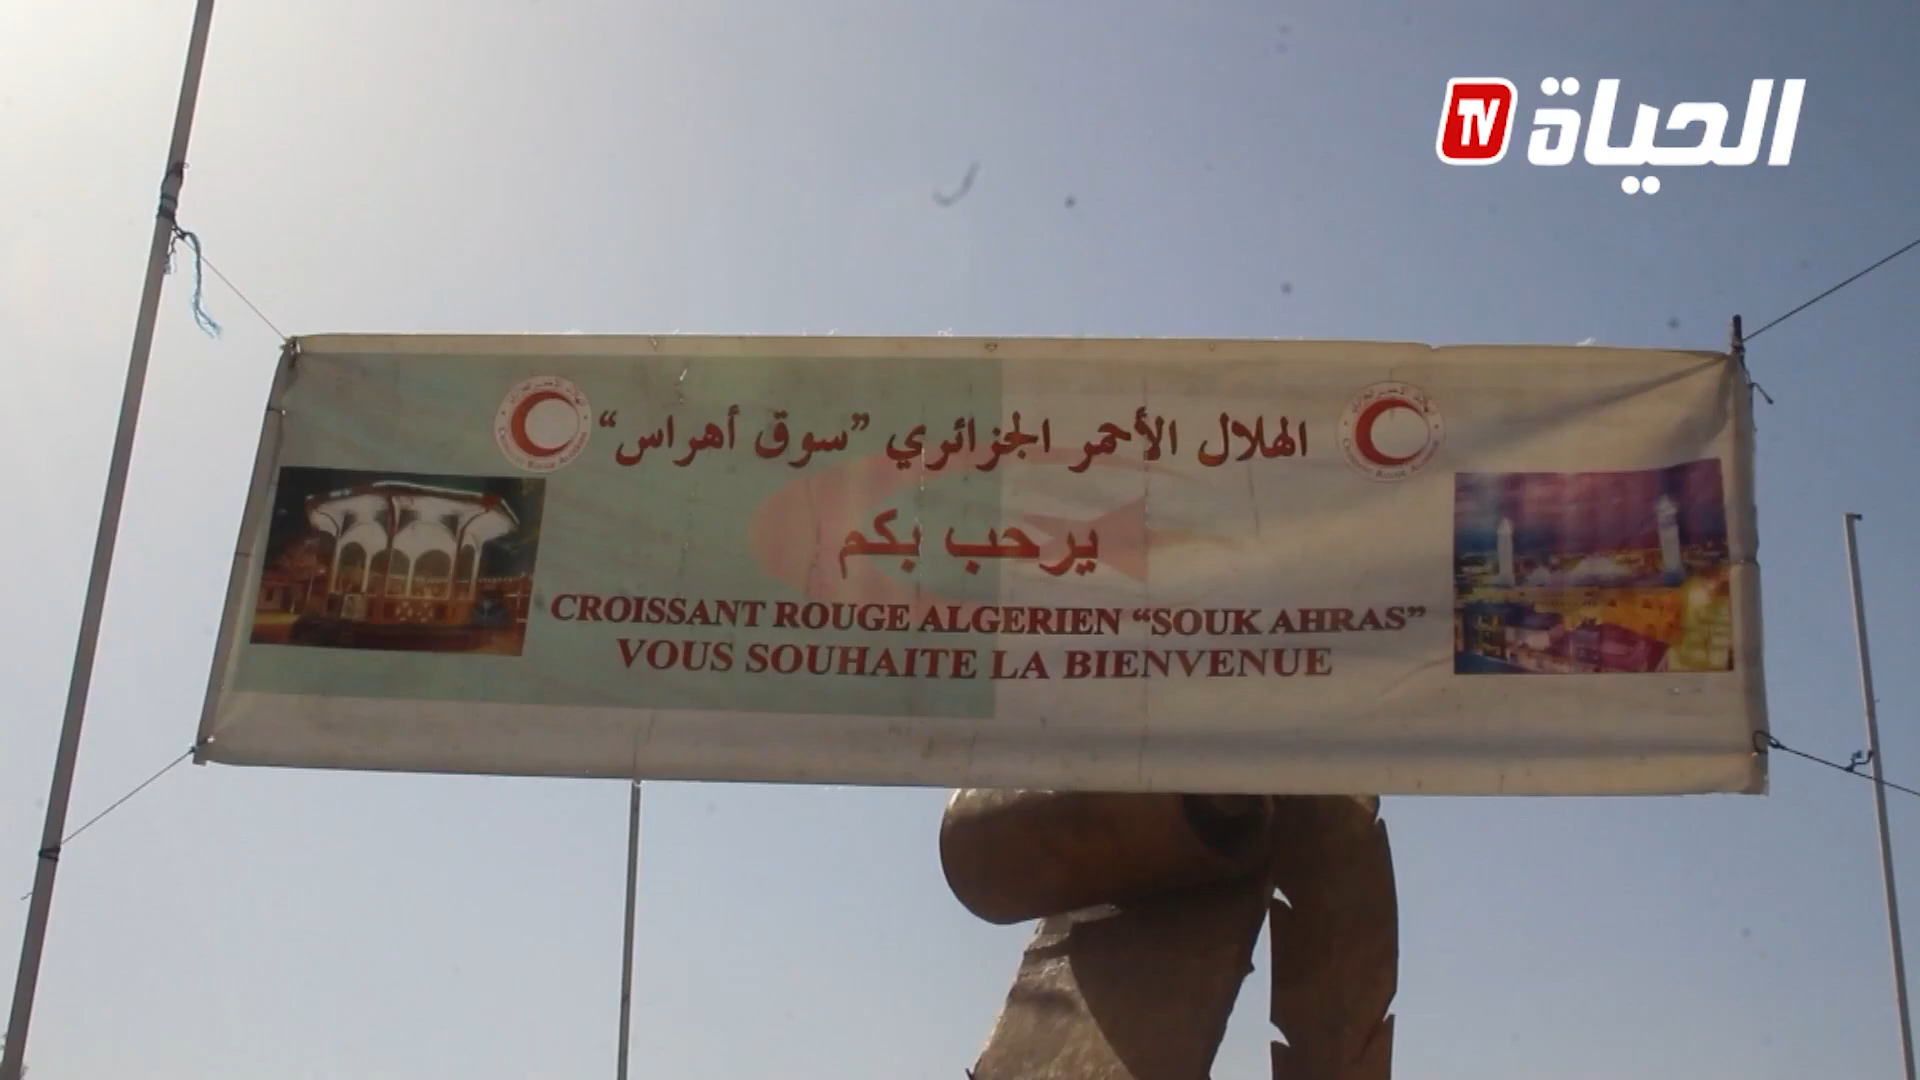 الحياة TV
الهلال الأحمر الجزائري ”سوق أهراس“
يرحب بكم
CROISSANT ROUGE ALGERIEN “SOUK AHRAS”
VOUS SOUHAITE LA BIENVENUE